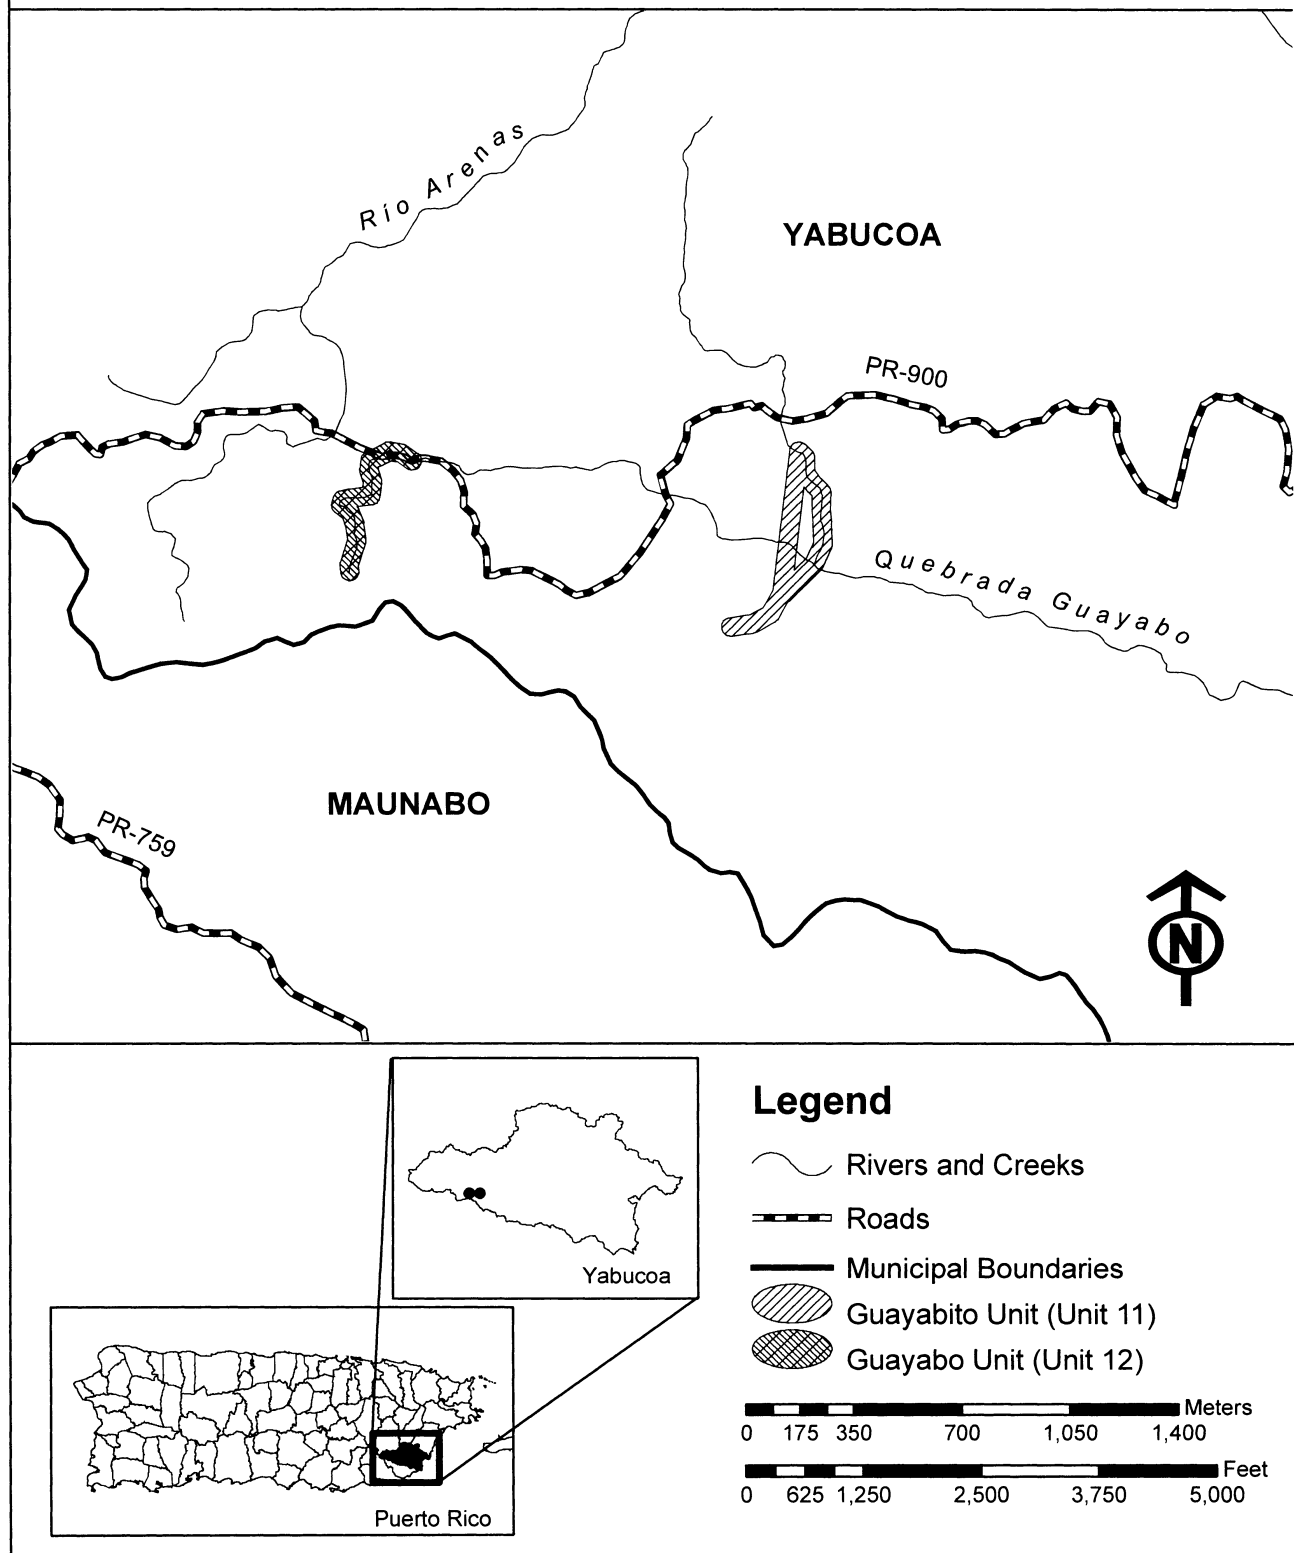 Río Arenas
YABUCOA
PR-900
Quebrada Guayabo
MAUNABO
PR-759
N
Legend
Rivers and Creeks
Roads
Municipal Boundaries
Guayabito Unit (Unit 11)
Guayabo Unit (Unit 12)
Meters
0 175 350 700 1,050 1,400
Feet
0 625 1,250 2,500 3,750 5,000
Yabucoa
Puerto Rico